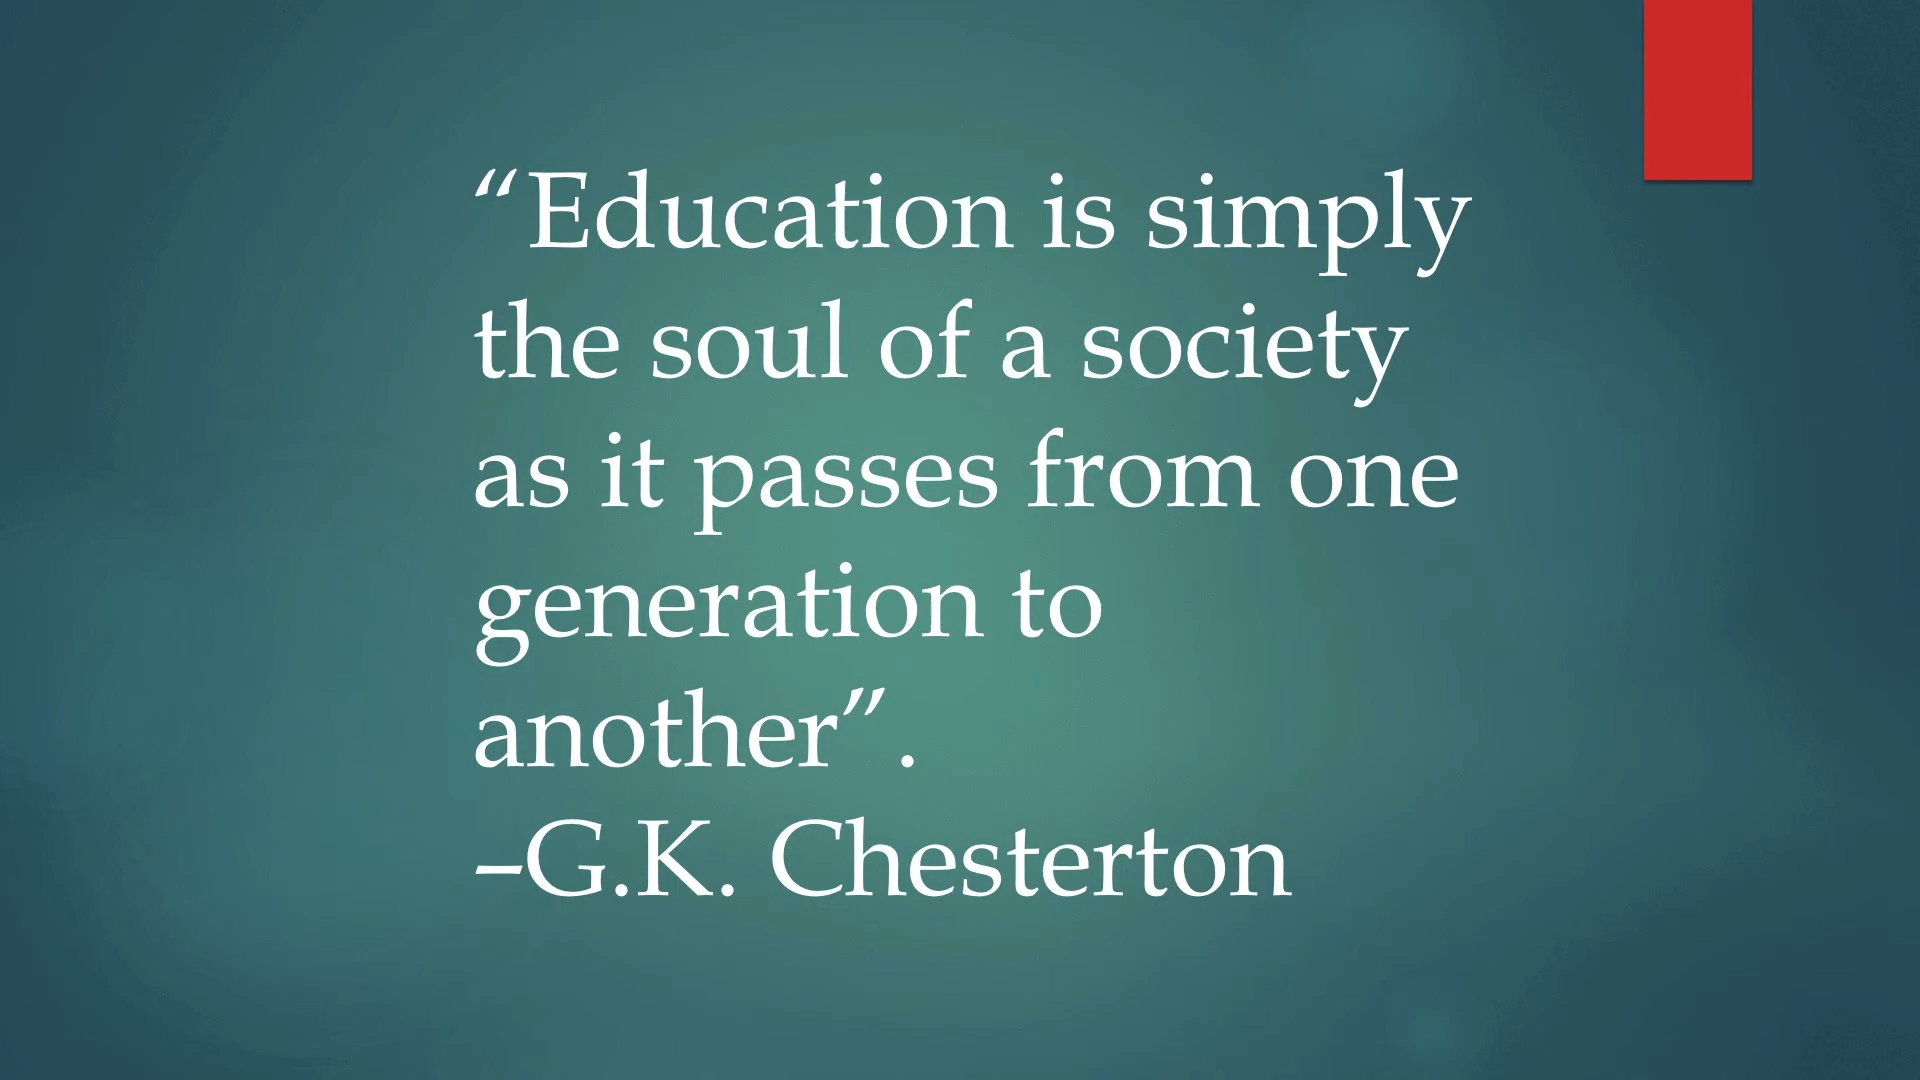 “Education is simply
the soul of a society
as it passes from one
generation to
another”.
–G.K. Chesterton